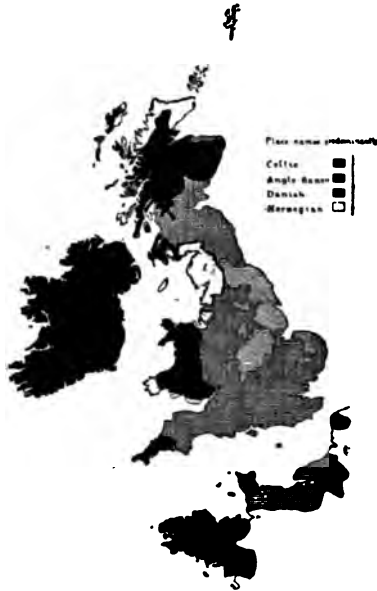 Place names predominantly
Celtic
Anglo-Saxon
Danish
Norwegian